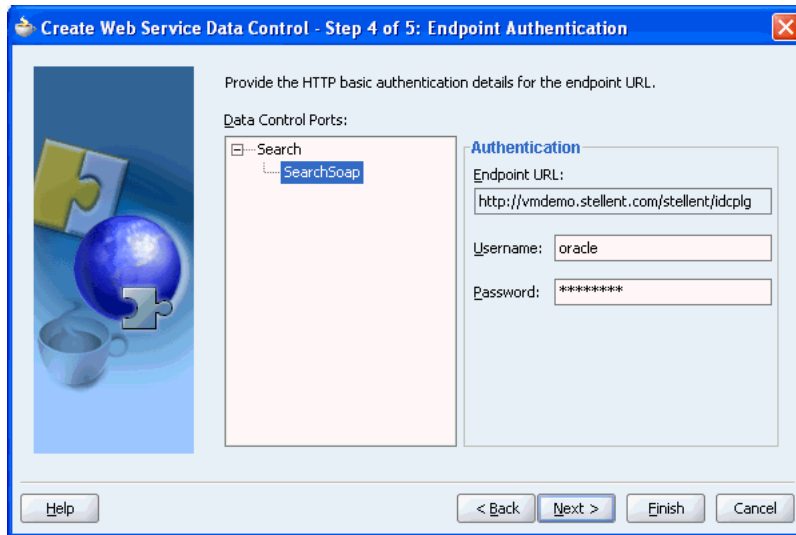 Create Web Service Data Control - Step 4 of 5: Endpoint Authentication
Provide the HTTP basic authentication details for the endpoint URL.
Data Control Ports:
Search
SearchSoap
Authentication
Endpoint URL:
http://vmdemo.stellent.com/stellent/idcplg
Username: oracle
Password: ********
Help
< Back
Next >
Finish
Cancel